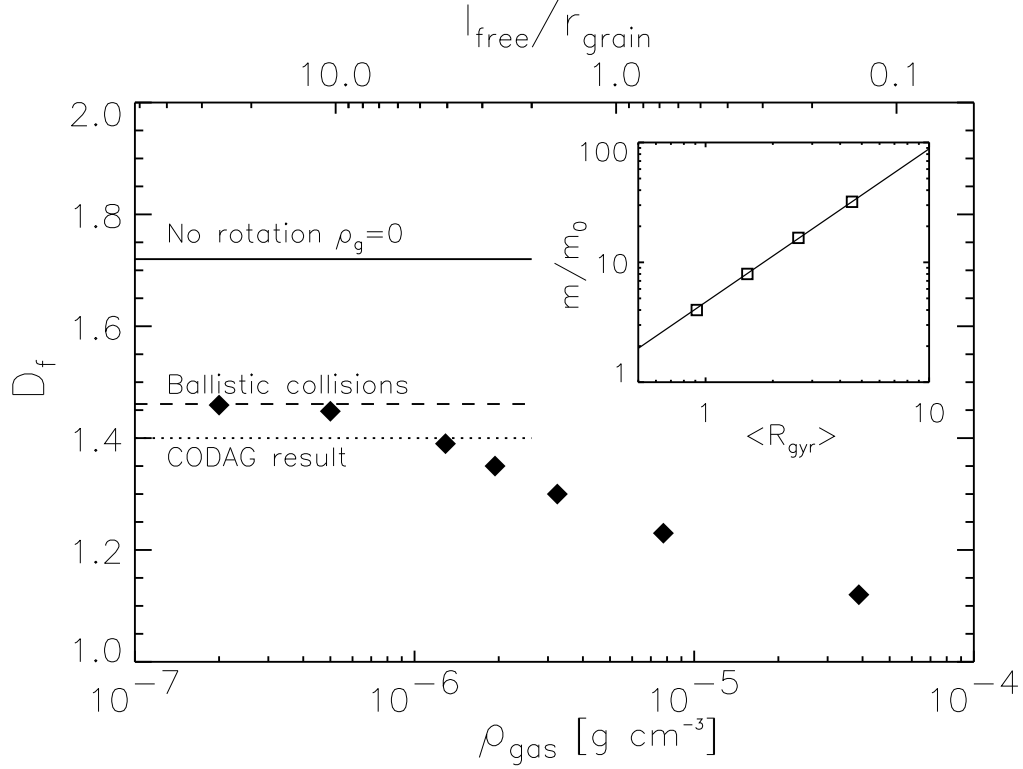 l_free/r_grain
10.0 1.0 0.1
2.0
1.8
1.6
1.4
1.2
1.0
D_f
No rotation ρ_g=0
Ballistic collisions
CODAG result
100
10
1
m/m_0
1 10
<R_gyr>
10^-7 10^-6 10^-5 10^-4
ρ_gas [g cm^-3]